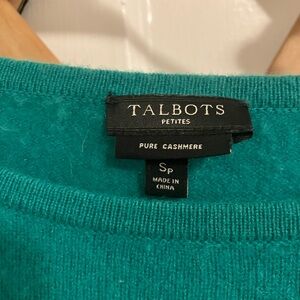 TALBOTS
PETITES
PURE CASHMERE
SP
MADE IN
CHINA